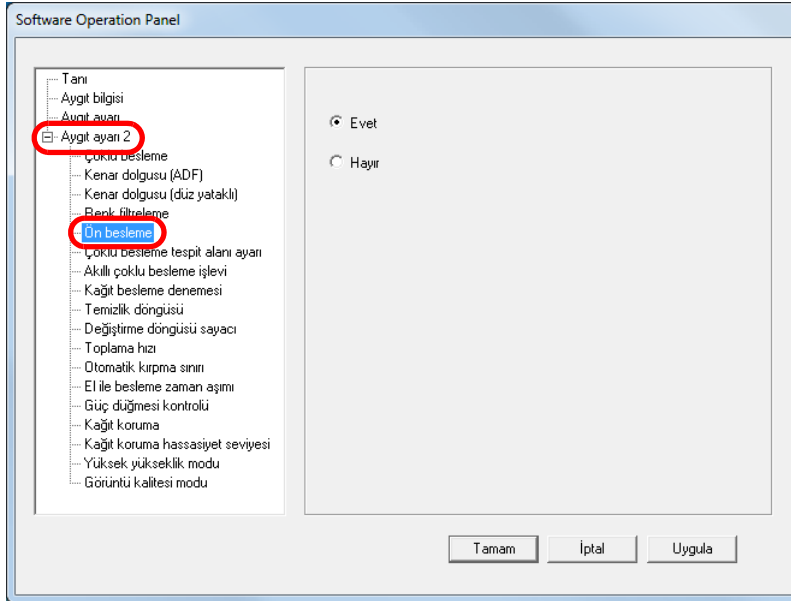 Software Operation Panel
Tanı
Aygıt bilgisi
Aygıt ayarı
Aygıt ayarı 2
Çoklu besleme
Kenar dolgusu (ADF)
Kenar dolgusu (düz yataklı)
Renk filtreleme
Ön besleme
Çoklu besleme tespit alanı ayarı
Akıllı çoklu besleme işlevi
Kağıt besleme denemesi
Temizlik döngüsü
Değiştirme döngüsü sayacı
Toplama hızı
Otomatik kırpma sınırı
El ile besleme zaman aşımı
Güç düğmesi kontrolü
Kağıt koruma
Kağıt koruma hassasiyet seviyesi
Yüksek yükseklik modu
Görüntü kalitesi modu
Evet
Hayır
Tamam
İptal
Uygula